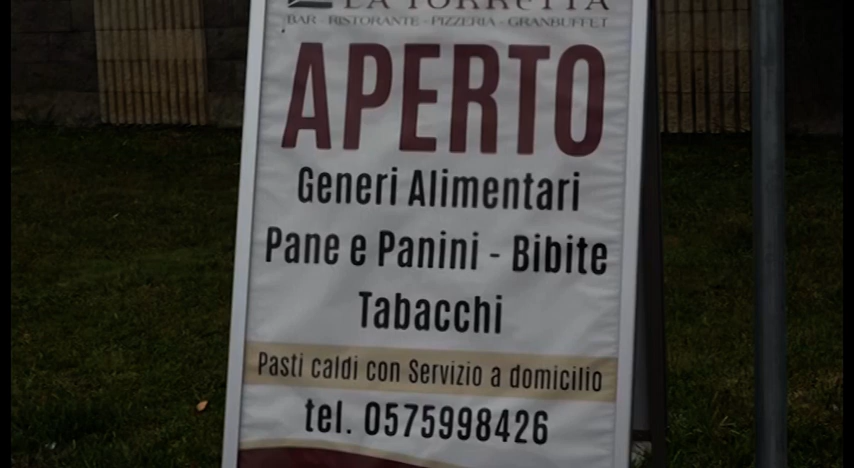 LA TORRETTA
BAR - RISTORANTE - PIZZERIA - GRANBUFFET
APERTO
Generi Alimentari
Pane e Panini - Bibite
Tabacchi
Pasti caldi con Servizio a domicilio
tel. 0575998426